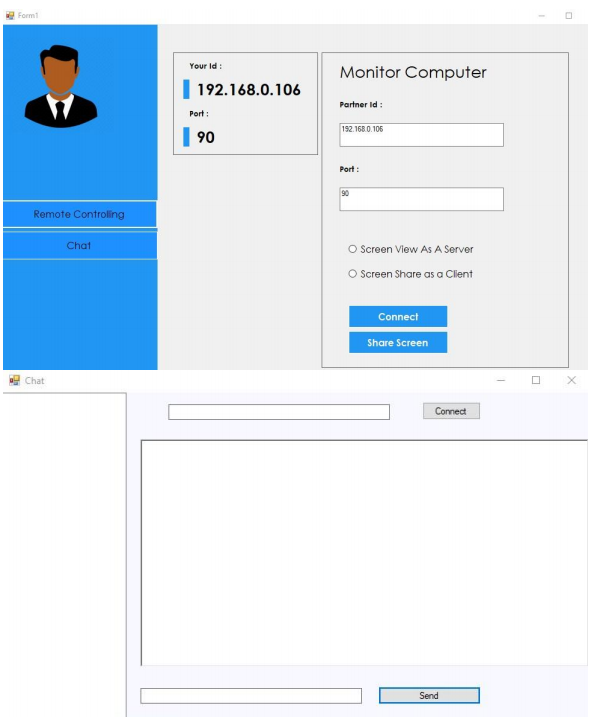 Form1
Your Id :
192.168.0.106
Port :
90
Remote Controlling
Chat
Monitor Computer
Partner Id :
192.168.0.106
Port :
90
Screen View As A Server
Screen Share as a Client
Connect
Share Screen
Chat
Connect
Send